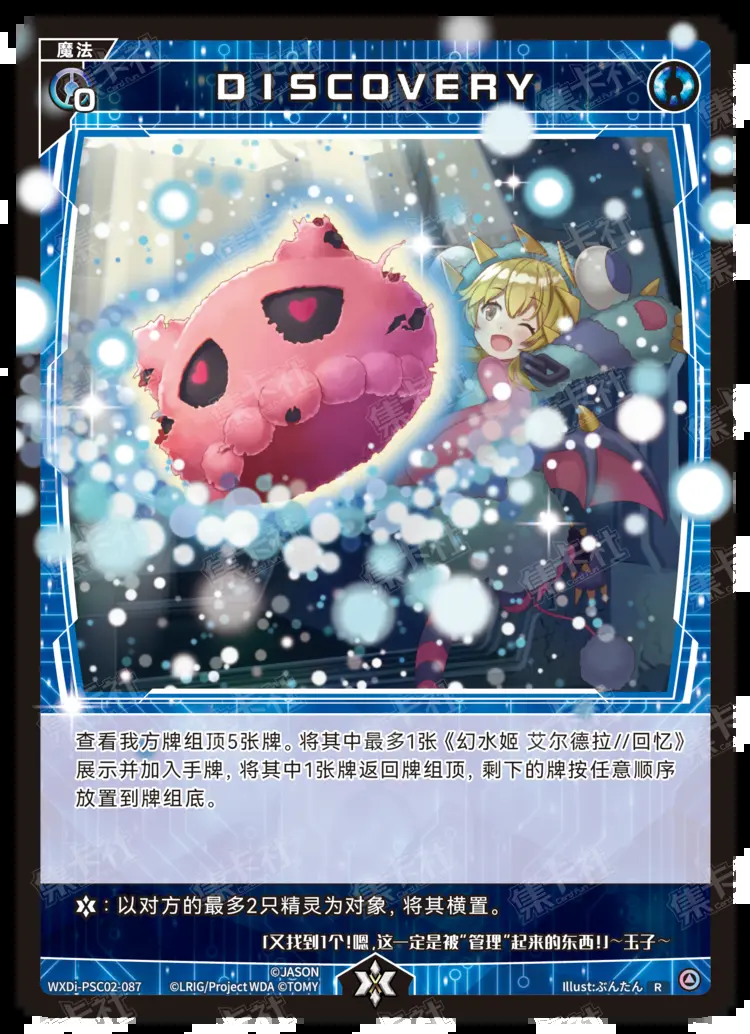 魔法
0
DISCOVERY
查看我方牌组顶5张牌。将其中最多1张《幻水姬 艾尔德拉//回忆》
展示并加入手牌, 将其中1张牌返回牌组顶, 剩下的牌按任意顺序
放置到牌组底。
：以对方的最多2只精灵为对象, 将其横置。
「又找到1个!嗯,这一定是被"管理"起来的东西!」~玉子~
©JASON
WXDi-PSC02-087 ©LRIG/Project WDA ©TOMY Illust:ぶんたん R
集卡社